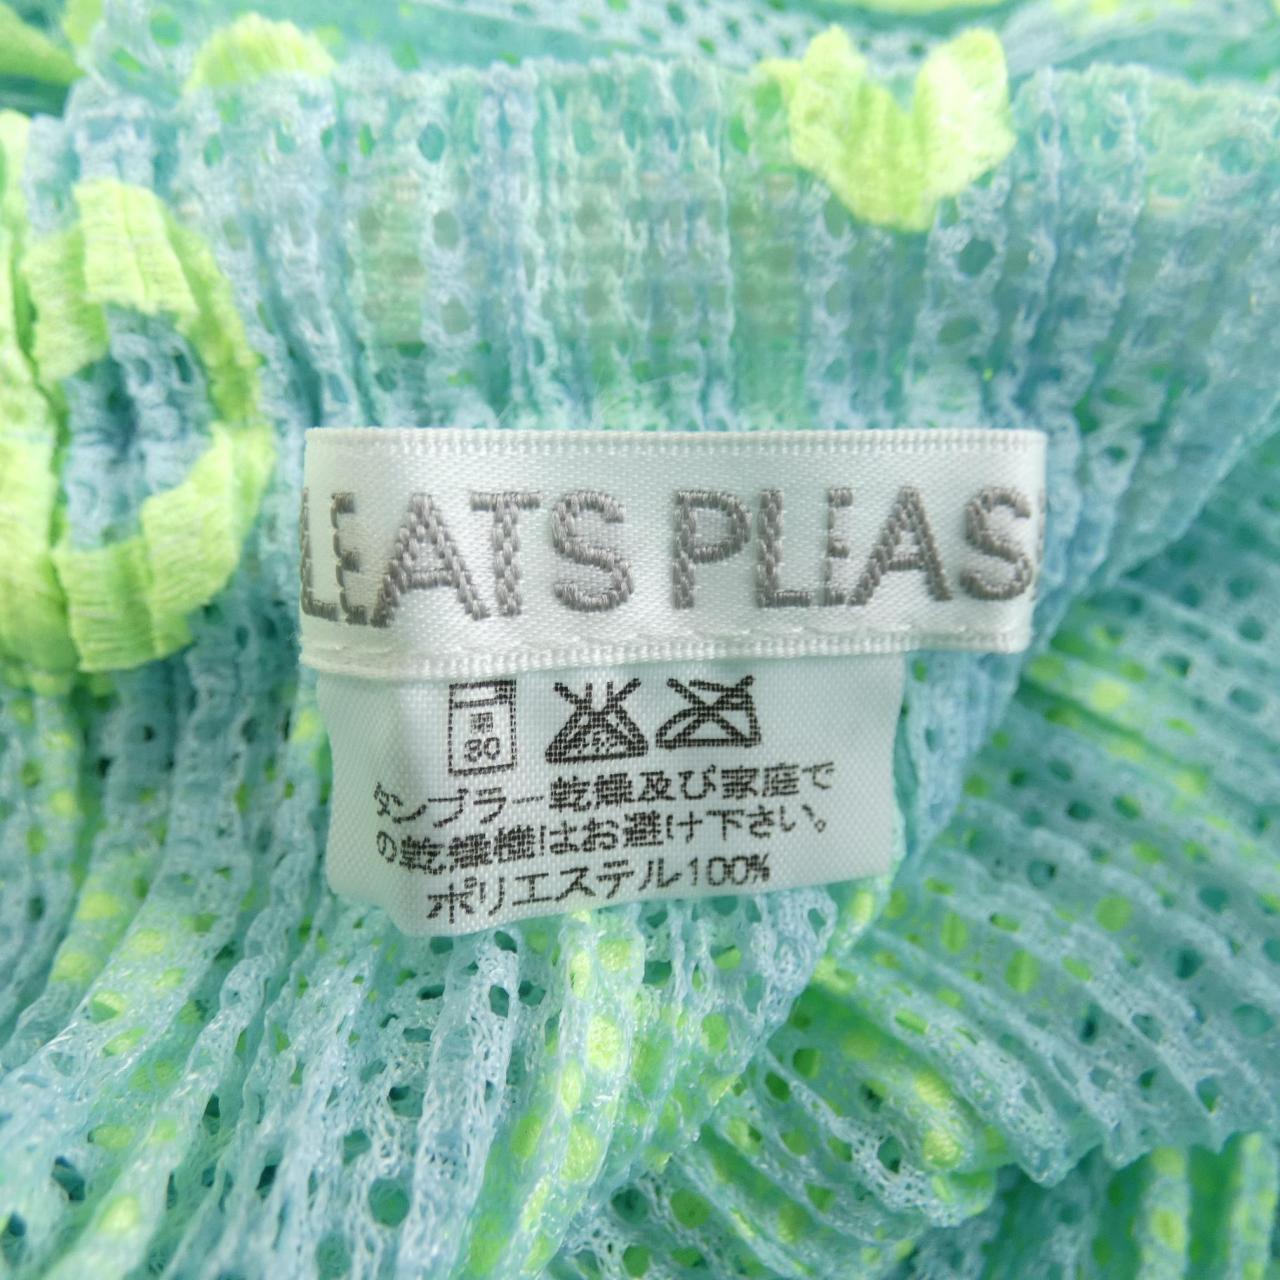 LEATS PLEAS
弱
30
タンブラー乾燥及び家庭で
の乾燥機はお避け下さい。
ポリエステル100%